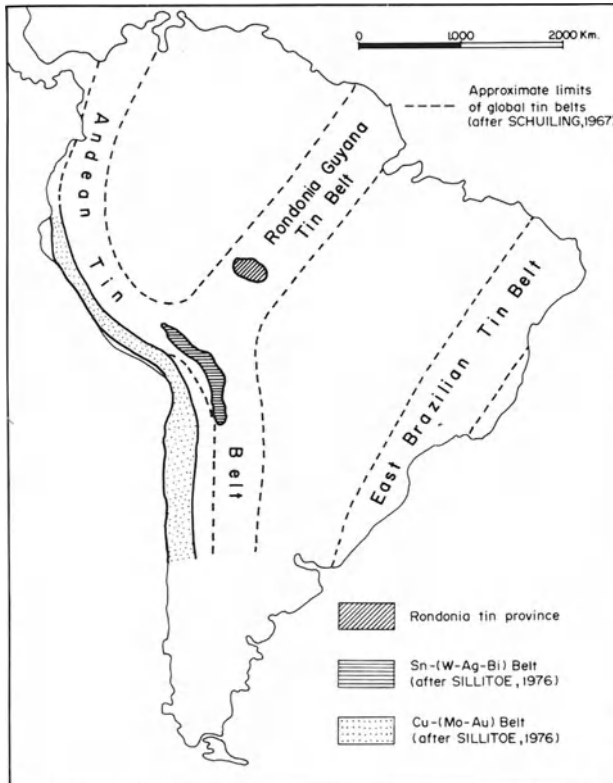 0 1,000 2000 Km.
Approximate limits
of global tin belts
(after SCHUILING, 1967)
Andean Tin
Belt
Rondonia Guyana
Tin Belt
East Brazilian Tin Belt
Rondonia tin province
Sn-(W-Ag-Bi) Belt
(after SILLITOE, 1976)
Cu-(Mo-Au) Belt
(after SILLITOE, 1976)